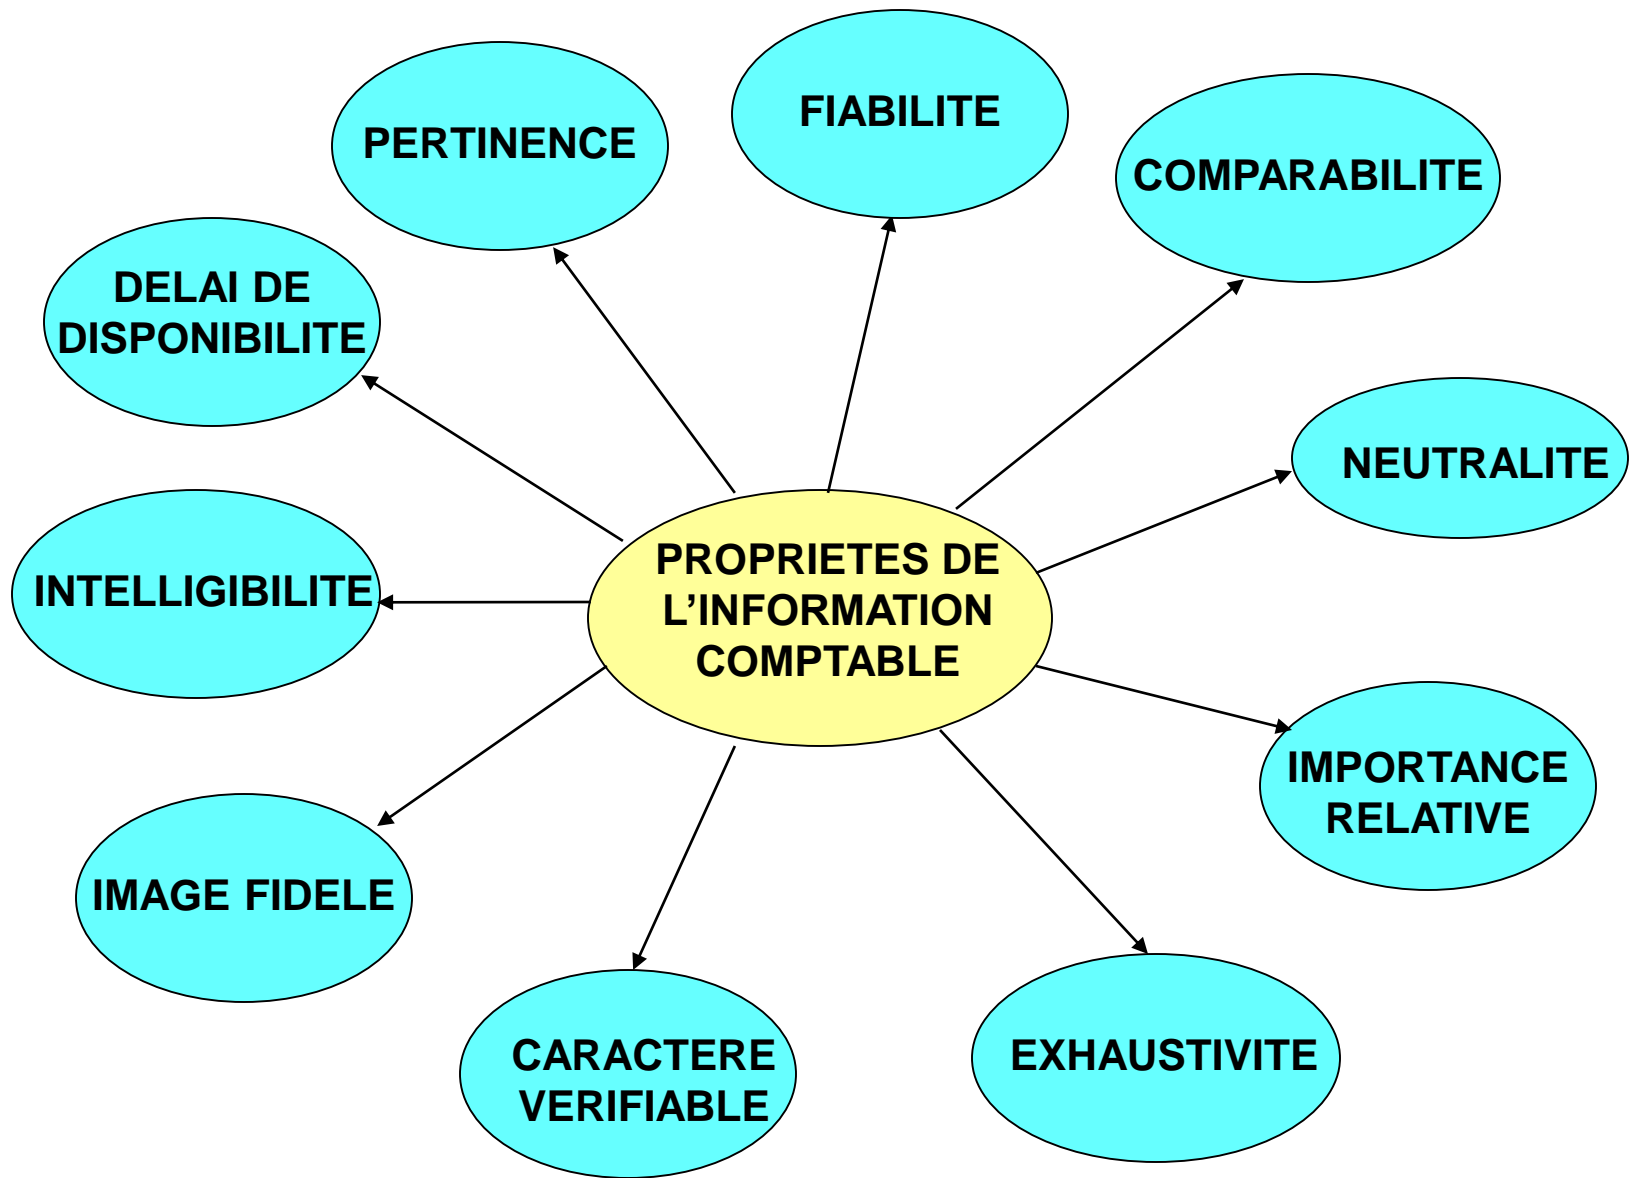 FIABILITE
PERTINENCE
COMPARABILITE
DELAI DE
DISPONIBILITE
NEUTRALITE
INTELLIGIBILITE
PROPRIETES DE
L’INFORMATION
COMPTABLE
IMPORTANCE
RELATIVE
IMAGE FIDELE
CARACTERE
VERIFIABLE
EXHAUSTIVITE